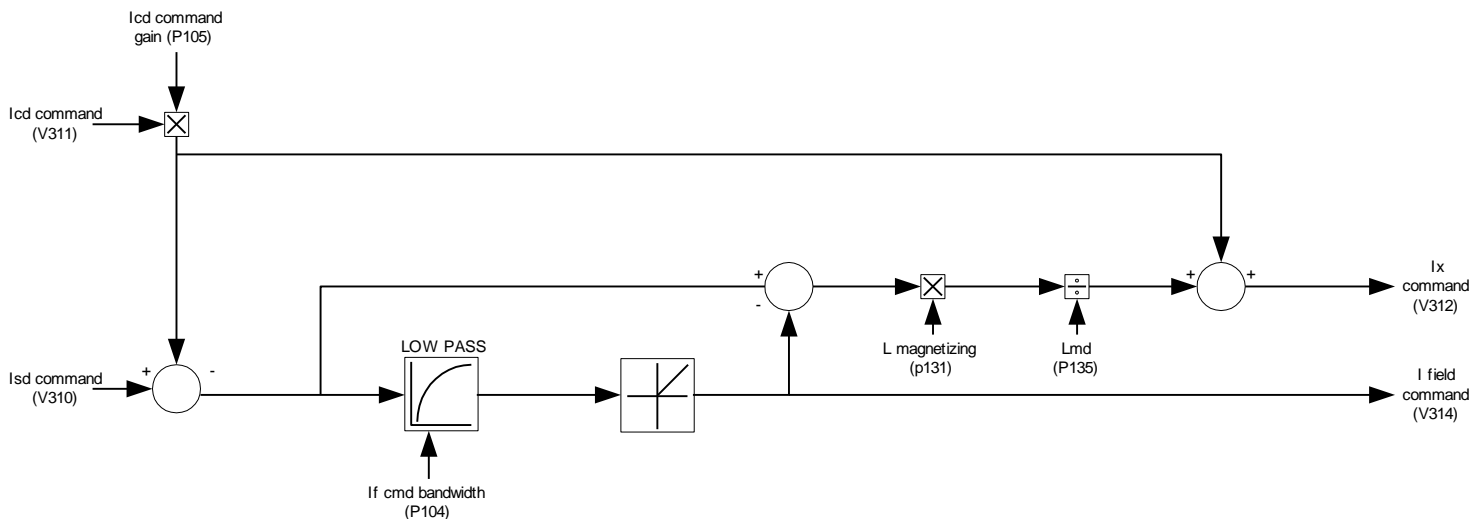 Icd command
gain (P105)
Icd command
(V311)
+
-
Isd command
(V310)
LOW PASS
If cmd bandwidth
(P104)
+
-
L magnetizing
(p131)
Lmd
(P135)
+
+
Ix
command
(V312)
I field
command
(V314)